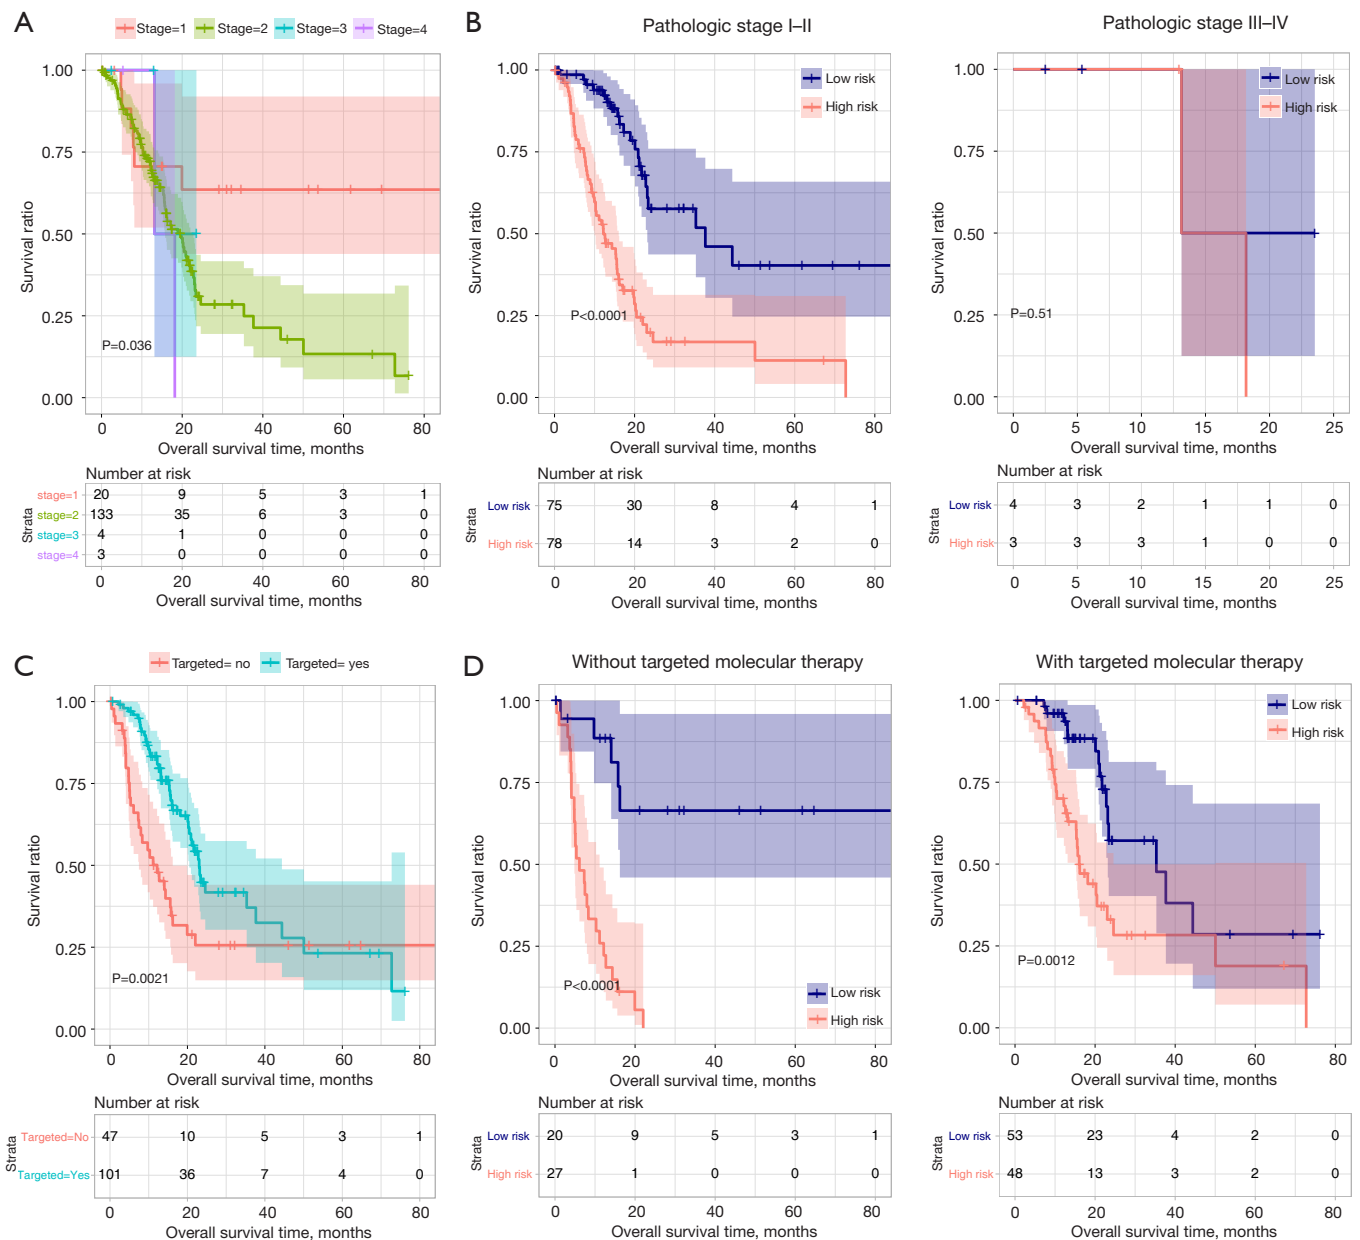 A
Stage=1 Stage=2 Stage=3 Stage=4
1.00
0.75
0.50
0.25
0.00
Survival ratio
P=0.036
0 20 40 60 80
Overall survival time, months
Number at risk
Strata
stage=1 20 9 5 3 1
stage=2 133 35 6 3 0
stage=3 4 1 0 0 0
stage=4 3 0 0 0 0
0 20 40 60 80
Overall survival time, months
B
Pathologic stage I–II
Low risk
High risk
1.00
0.75
0.50
0.25
0.00
Survival ratio
P<0.0001
0 20 40 60 80
Overall survival time, months
Number at risk
Strata
Low risk 75 30 8 4 1
High risk 78 14 3 2 0
0 20 40 60 80
Overall survival time, months
Pathologic stage III–IV
Low risk
High risk
1.00
0.75
0.50
0.25
0.00
Survival ratio
P=0.51
0 5 10 15 20 25
Overall survival time, months
Number at risk
Strata
Low risk 4 3 2 1 1 0
High risk 3 3 3 1 0 0
0 5 10 15 20 25
Overall survival time, months
C
Targeted= no Targeted= yes
1.00
0.75
0.50
0.25
0.00
Survival ratio
P=0.0021
0 20 40 60 80
Overall survival time, months
Number at risk
Strata
Targeted=No 47 10 5 3 1
Targeted=Yes 101 36 7 4 0
0 20 40 60 80
Overall survival time, months
D
Without targeted molecular therapy
1.00
0.75
0.50
0.25
0.00
Survival ratio
P<0.0001
Low risk
High risk
0 20 40 60 80
Overall survival time, months
Number at risk
Strata
Low risk 20 9 5 3 1
High risk 27 1 0 0 0
0 20 40 60 80
Overall survival time, months
With targeted molecular therapy
Low risk
High risk
1.00
0.75
0.50
0.25
0.00
Survival ratio
P=0.0012
0 20 40 60 80
Overall survival time, months
Number at risk
Strata
Low risk 53 23 4 2 0
High risk 48 13 3 2 0
0 20 40 60 80
Overall survival time, months